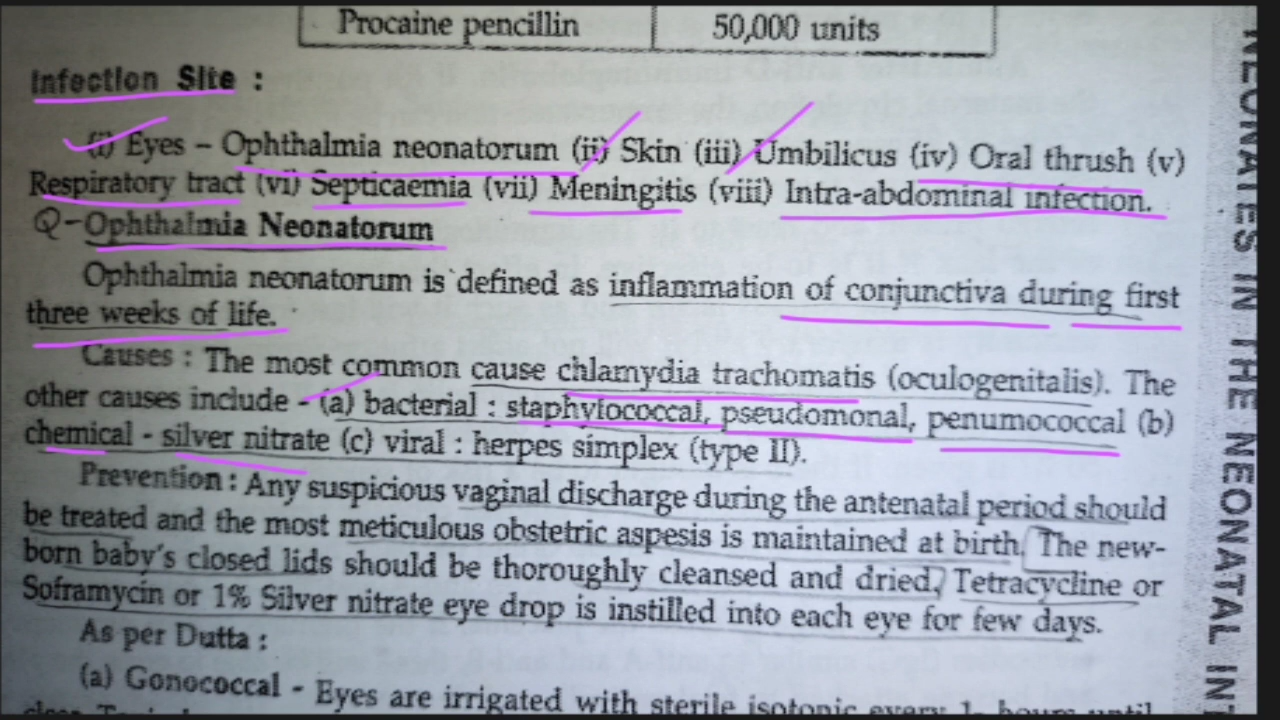 Procaine pencillin 50,000 units
Infection Site :
(i) Eyes – Ophthalmia neonatorum (ii) Skin (iii) Umbilicus (iv) Oral thrush (v)
Respiratory tract (vi) Septicaemia (vii) Meningitis (viii) Intra-abdominal infection.
Q-Ophthalmia Neonatorum
Ophthalmia neonatorum is defined as inflammation of conjunctiva during first
three weeks of life.
Causes : The most common cause chlamydia trachomatis (oculogenitalis). The
other causes include - (a) bacterial : staphylococcal, pseudomonal, penumococcal (b)
chemical - silver nitrate (c) viral : herpes simplex (type II).
Prevention : Any suspicious vaginal discharge during the antenatal period should
be treated and the most meticulous obstetric aspesis is maintained at birth. The new-
born baby's closed lids should be thoroughly cleansed and dried, Tetracycline or
Soframycin or 1% Silver nitrate eye drop is instilled into each eye for few days.
As per Dutta :
(a) Gonococcal - Eyes are irrigated with sterile isotonic every 1- hours until
NEONATES IN THE NEONATAL INT